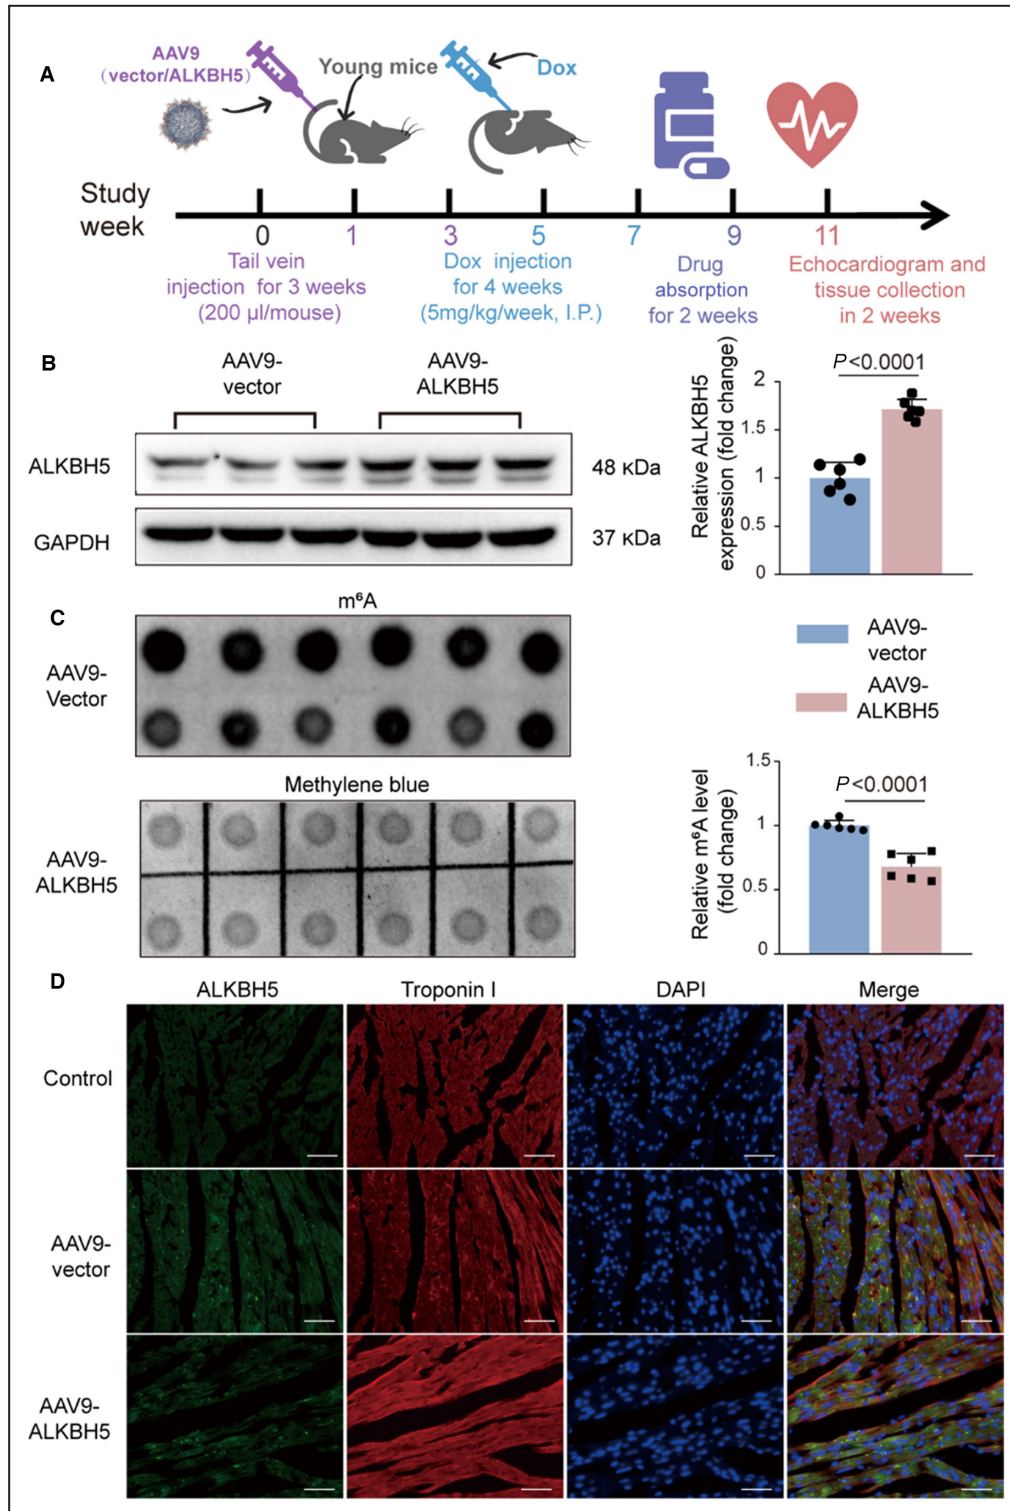 A
AAV9
(vector/ALKBH5)
Young mice
Dox
Study
week
0
1
3
5
7
9
11
Tail vein
injection for 3 weeks
(200 µl/mouse)
Dox injection
for 4 weeks
(5mg/kg/week, I.P.)
Drug
absorption
for 2 weeks
Echocardiogram and
tissue collection
in 2 weeks
B
AAV9-
vector
AAV9-
ALKBH5
ALKBH5
48 kDa
GAPDH
37 kDa
Relative ALKBH5
expression (fold change)
2
1.5
1
0.5
0
P<0.0001
C
m⁶A
AAV9-
Vector
Methylene blue
AAV9-
ALKBH5
AAV9-
vector
AAV9-
ALKBH5
Relative m⁶A level
(fold change)
1.5
1
0.5
0
P<0.0001
D
ALKBH5
Troponin I
DAPI
Merge
Control
AAV9-
vector
AAV9-
ALKBH5